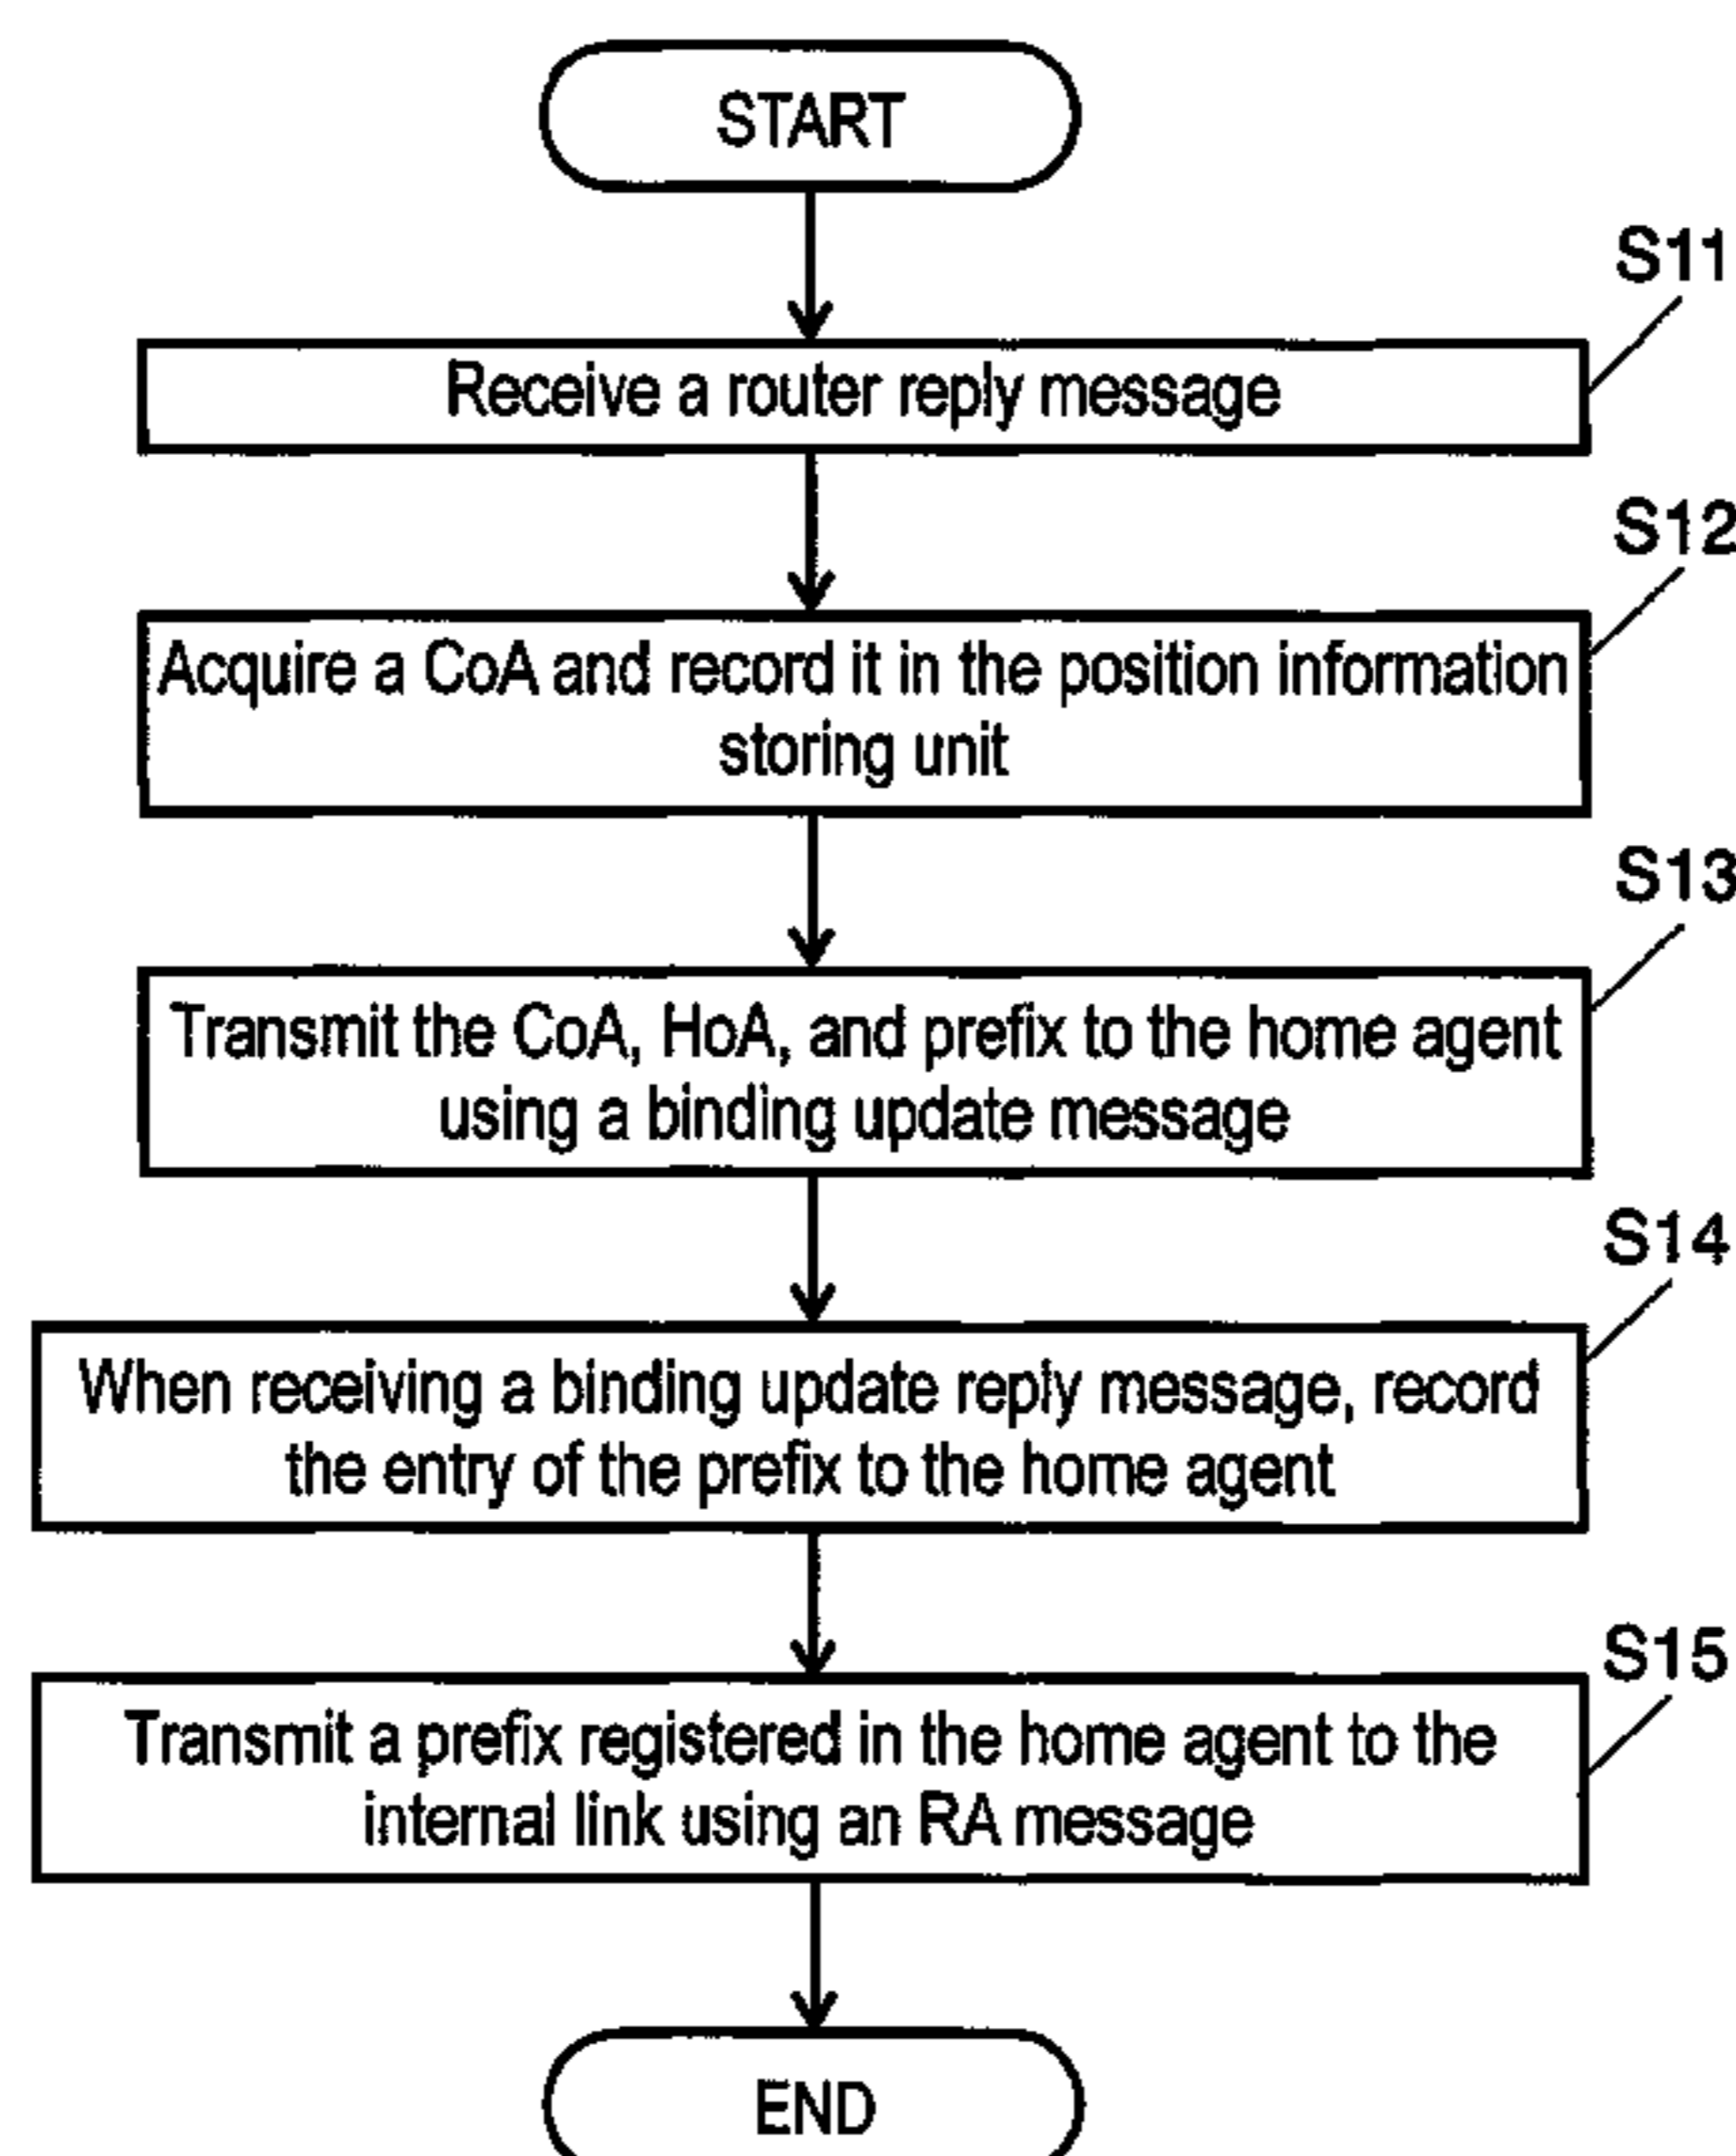 START
S11
Receive a router reply message
S12
Acquire a CoA and record it in the position information
storing unit
S13
Transmit the CoA, HoA, and prefix to the home agent
using a binding update message
S14
When receiving a binding update reply message, record
the entry of the prefix to the home agent
S15
Transmit a prefix registered in the home agent to the
internal link using an RA message
END